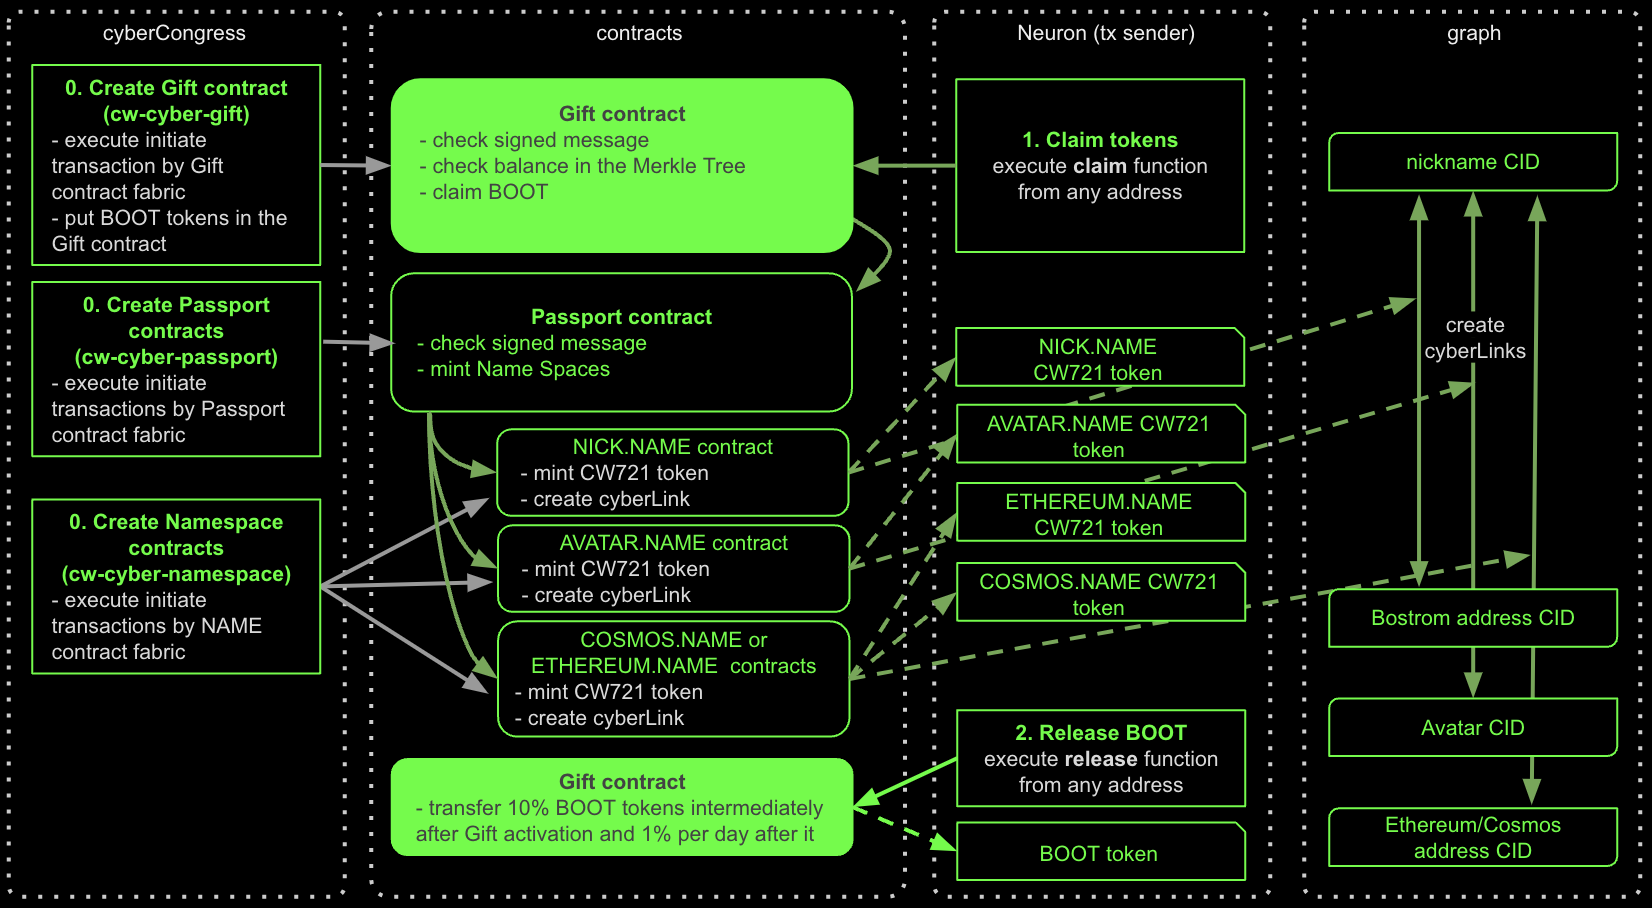 cyberCongress
0. Create Gift contract
(cw-cyber-gift)
- execute initiate
transaction by Gift
contract fabric
- put BOOT tokens in the
Gift contract
0. Create Passport
contracts
(cw-cyber-passport)
- execute initiate
transactions by Passport
contract fabric
0. Create Namespace
contracts
(cw-cyber-namespace)
- execute initiate
transactions by NAME
contract fabric
contracts
Gift contract
- check signed message
- check balance in the Merkle Tree
- claim BOOT
Passport contract
- check signed message
- mint Name Spaces
NICK.NAME contract
- mint CW721 token
- create cyberLink
AVATAR.NAME contract
- mint CW721 token
- create cyberLink
COSMOS.NAME or
ETHEREUM.NAME  contracts
- mint CW721 token
- create cyberLink
Gift contract
- transfer 10% BOOT tokens intermediately
after Gift activation and 1% per day after it
Neuron (tx sender)
1. Claim tokens
execute claim function
from any address
NICK.NAME
CW721 token
AVATAR.NAME CW721
token
ETHEREUM.NAME
CW721 token
COSMOS.NAME CW721
token
2. Release BOOT
execute release function
from any address
BOOT token
graph
nickname CID
create
cyberLinks
Bostrom address CID
Avatar CID
Ethereum/Cosmos
address CID